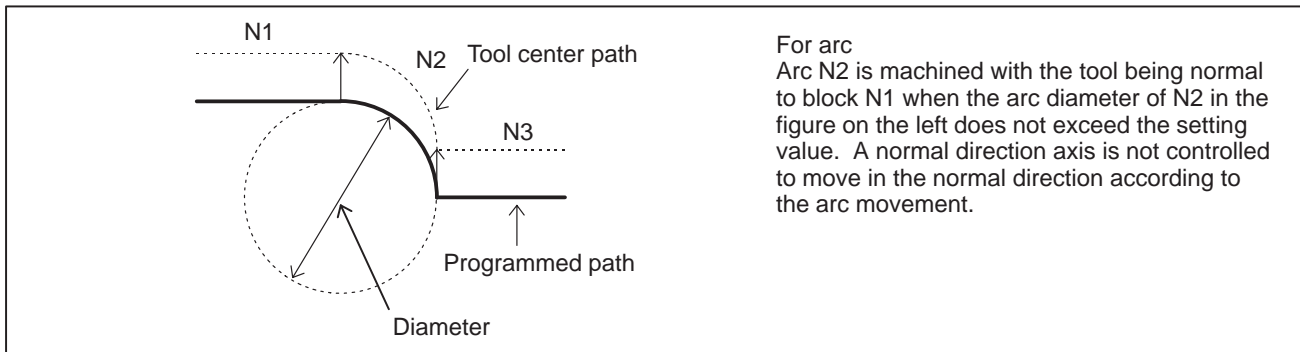 N1
N2
Tool center path
N3
Programmed path
Diameter
For arc
Arc N2 is machined with the tool being normal
to block N1 when the arc diameter of N2 in the
figure on the left does not exceed the setting
value.  A normal direction axis is not controlled
to move in the normal direction according to
the arc movement.